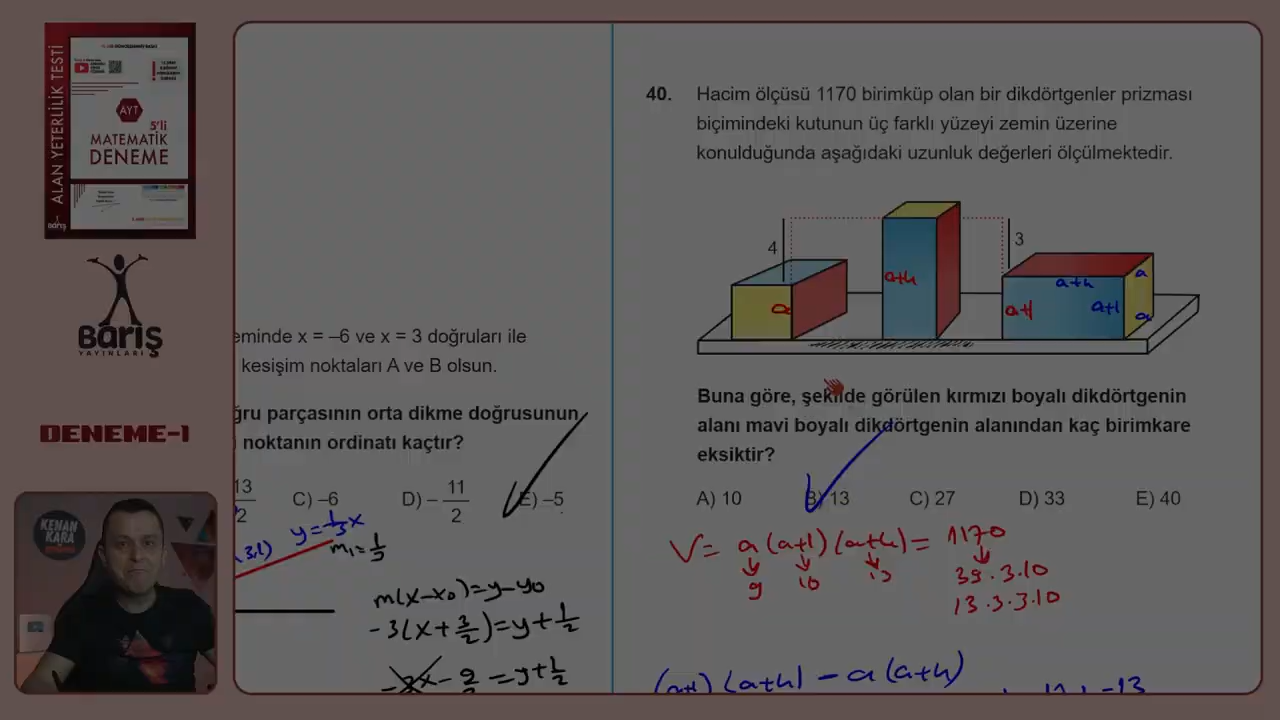 ALAN YETERLİLİK TESTİ
AYT
5'li
MATEMATİK
DENEME
BARIŞ
YAYINLARI
DENEME-1
KENAN
KARA
eminde x = –6 ve x = 3 doğruları ile
kesişim noktaları A ve B olsun.
ğru parçasının orta dikme doğrusunun
noktanın ordinatı kaçtır?
13/2 C) –6 D) –11/2 E) –5
y=1/3x
m₁=1/3
m(x-x₀)=y-y₀
-3(x+3/2)=y+1/2
=y+1/2
40. Hacim ölçüsü 1170 birimküp olan bir dikdörtgenler prizması
biçimindeki kutunun üç farklı yüzeyi zemin üzerine
konulduğunda aşağıdaki uzunluk değerleri ölçülmektedir.
4
3
a
a+4
a+1
a+4
a+1
a
a
Buna göre, şekilde görülen kırmızı boyalı dikdörtgenin
alanı mavi boyalı dikdörtgenin alanından kaç birimkare
eksiktir?
A) 10 B) 13 C) 27 D) 33 E) 40
V= a(a+1)(a+4)= 1170
9 10 13
39.3.10
13.3.3.10
(a+1)(a+4) - a(a+4)